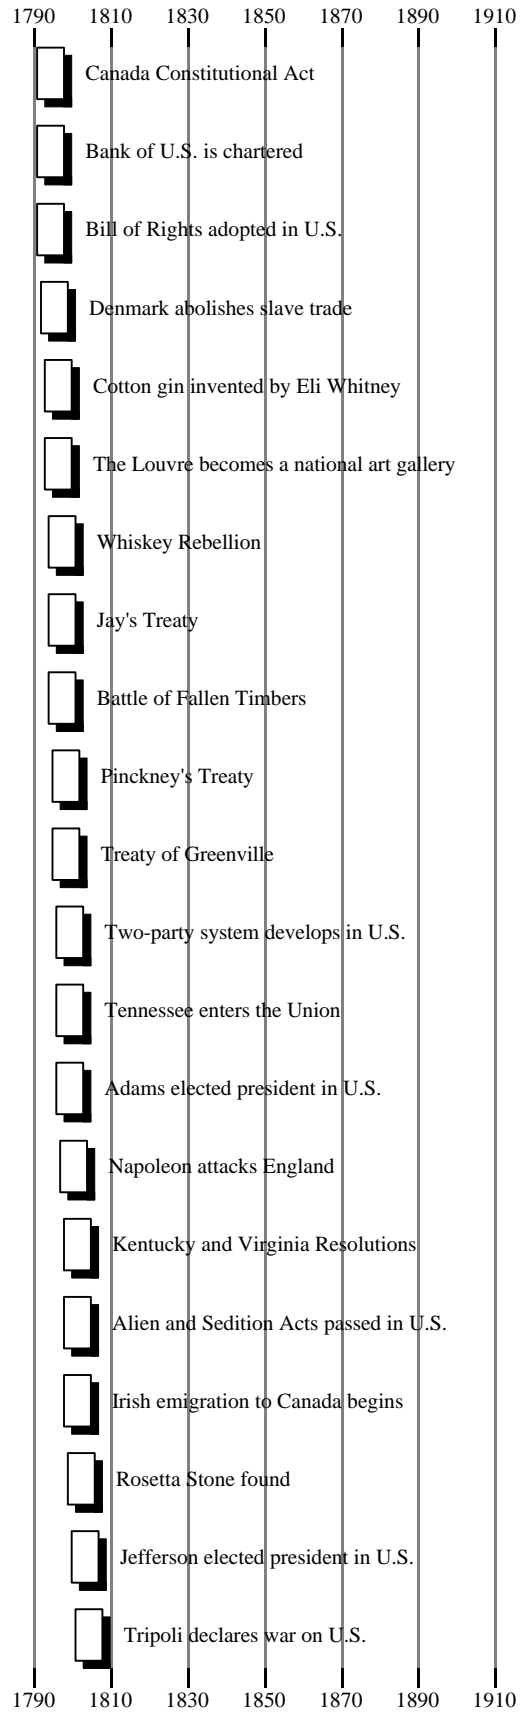 1790 1810 1830 1850 1870 1890 1910
Canada Constitutional Act
Bank of U.S. is chartered
Bill of Rights adopted in U.S.
Denmark abolishes slave trade
Cotton gin invented by Eli Whitney
The Louvre becomes a national art gallery
Whiskey Rebellion
Jay's Treaty
Battle of Fallen Timbers
Pinckney's Treaty
Treaty of Greenville
Two-party system develops in U.S.
Tennessee enters the Union
Adams elected president in U.S.
Napoleon attacks England
Kentucky and Virginia Resolutions
Alien and Sedition Acts passed in U.S.
Irish emigration to Canada begins
Rosetta Stone found
Jefferson elected president in U.S.
Tripoli declares war on U.S.
1790 1810 1830 1850 1870 1890 1910